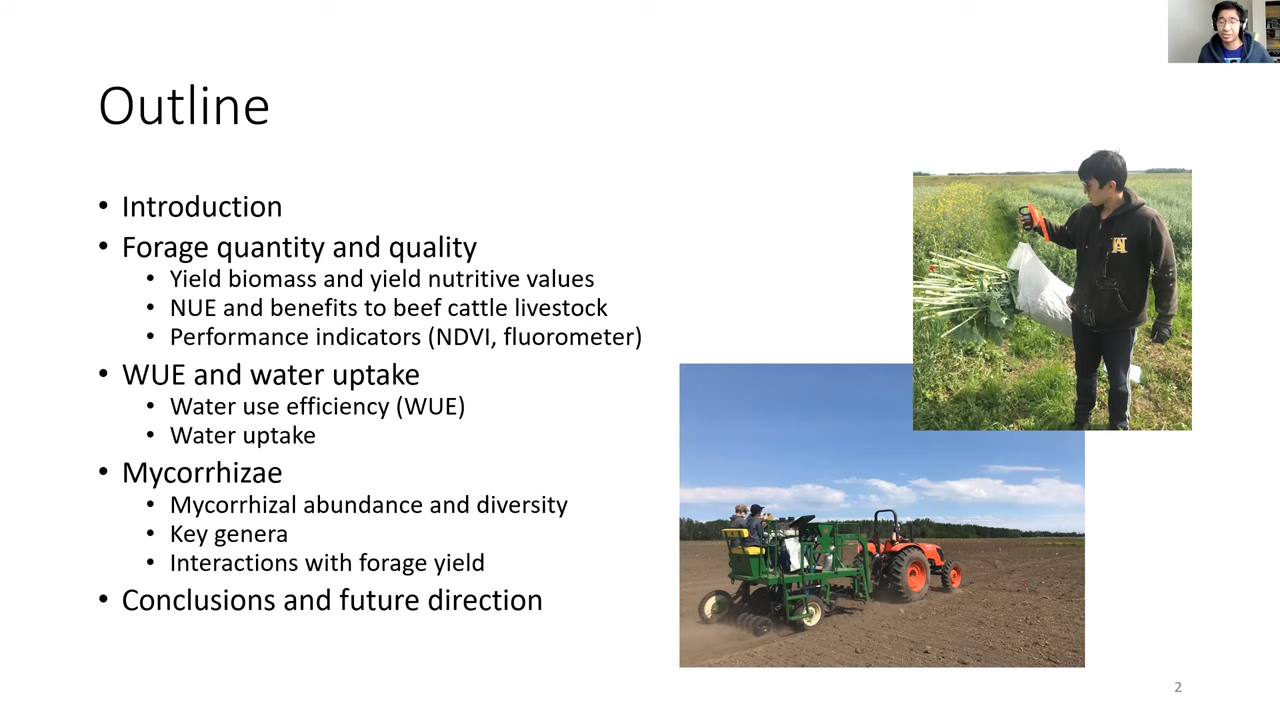 Outline
• Introduction
• Forage quantity and quality
• Yield biomass and yield nutritive values
• NUE and benefits to beef cattle livestock
• Performance indicators (NDVI, fluorometer)
• WUE and water uptake
• Water use efficiency (WUE)
• Water uptake
• Mycorrhizae
• Mycorrhizal abundance and diversity
• Key genera
• Interactions with forage yield
• Conclusions and future direction
2